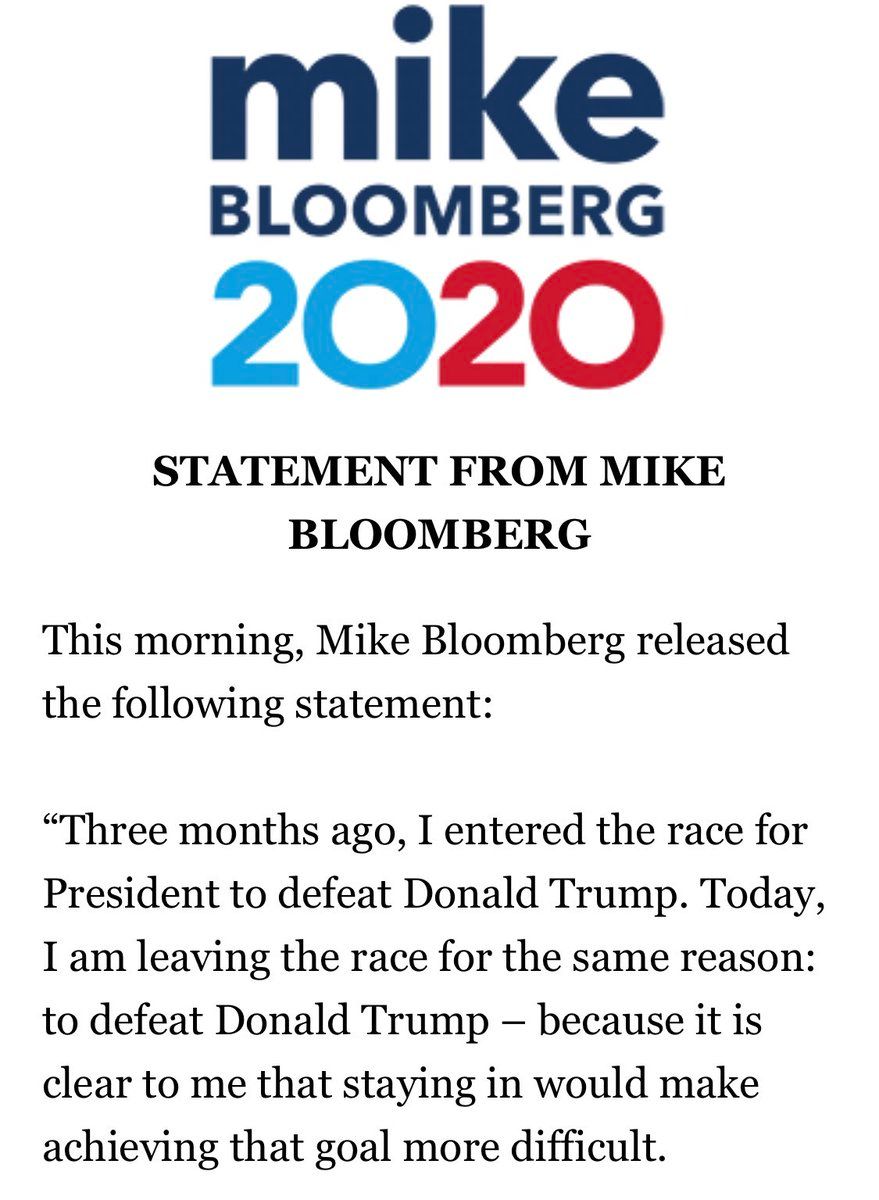 mike
BLOOMBERG
2020
STATEMENT FROM MIKE
BLOOMBERG
This morning, Mike Bloomberg released
the following statement:
“Three months ago, I entered the race for
President to defeat Donald Trump. Today,
I am leaving the race for the same reason:
to defeat Donald Trump – because it is
clear to me that staying in would make
achieving that goal more difficult.